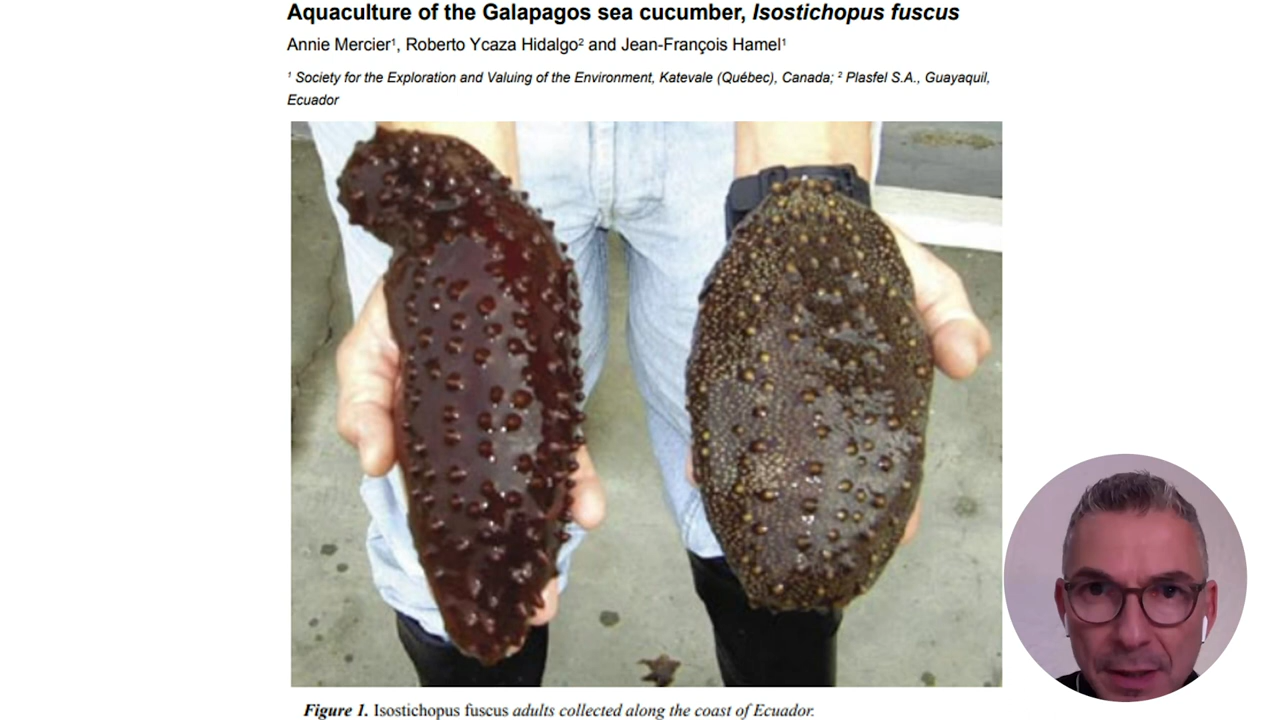 Aquaculture of the Galapagos sea cucumber, Isostichopus fuscus
Annie Mercier¹, Roberto Ycaza Hidalgo² and Jean-François Hamel¹
¹ Society for the Exploration and Valuing of the Environment, Katevale (Québec), Canada; ² Plasfel S.A., Guayaquil,
Ecuador
Figure 1. Isostichopus fuscus adults collected along the coast of Ecuador.